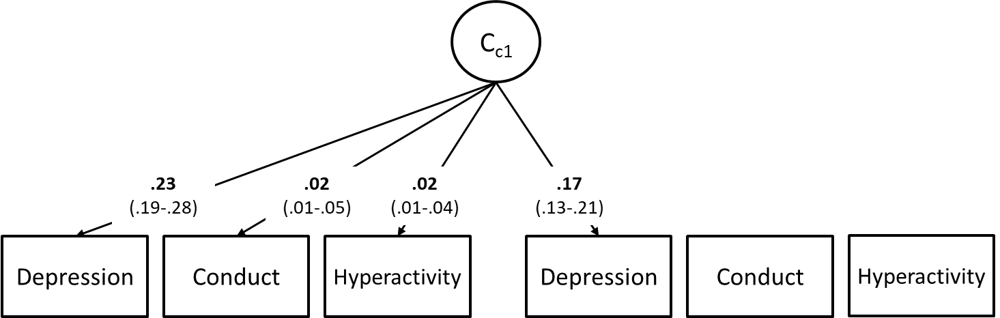 Cc1
.23 .02 .02 .17
(.19-.28) (.01-.05) (.01-.04) (.13-.21)
Depression Conduct Hyperactivity Depression Conduct Hyperactivity